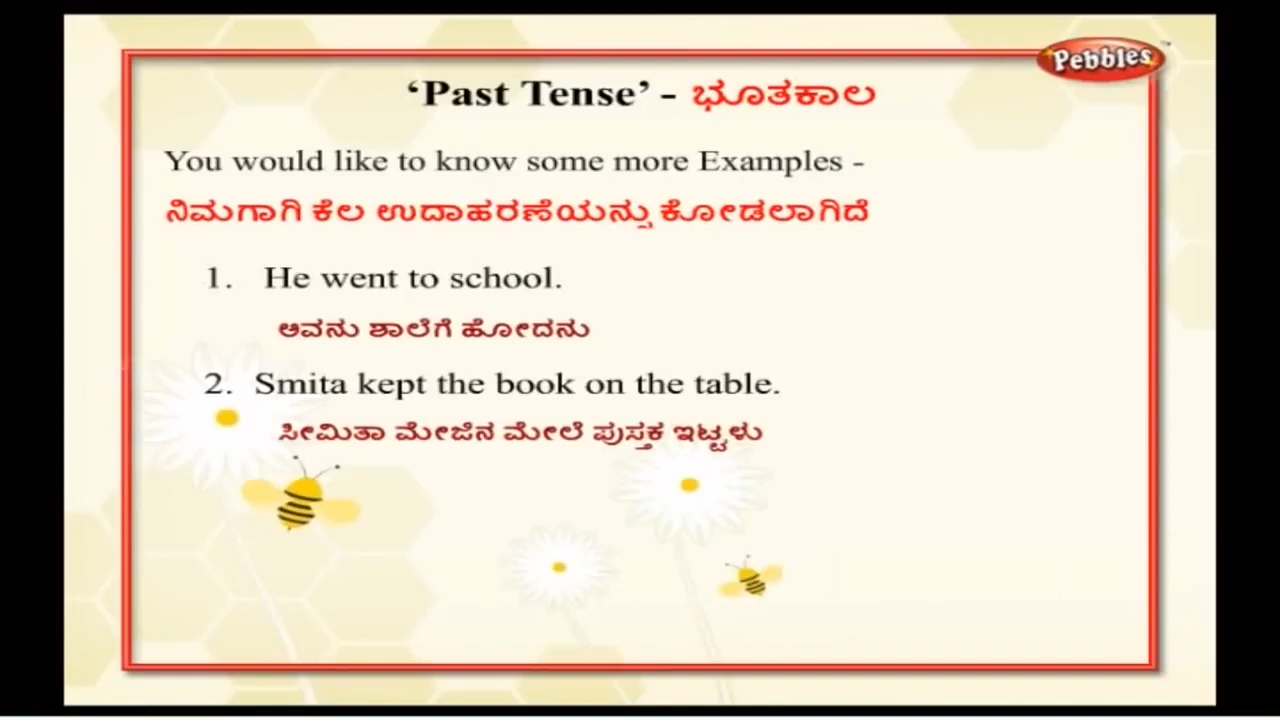 Pebbles™
‘Past Tense’ - ಭೂತಕಾಲ
You would like to know some more Examples -
ನಿಮಗಾಗಿ ಕೆಲ ಉದಾಹರಣೆಯನ್ನು ಕೋಡಲಾಗಿದೆ
1. He went to school.
ಅವನು ಶಾಲೆಗೆ ಹೋದನು
2. Smita kept the book on the table.
ಸೀಮಿತಾ ಮೇಜಿನ ಮೇಲೆ ಪುಸ್ತಕ ಇಟ್ಟಳು